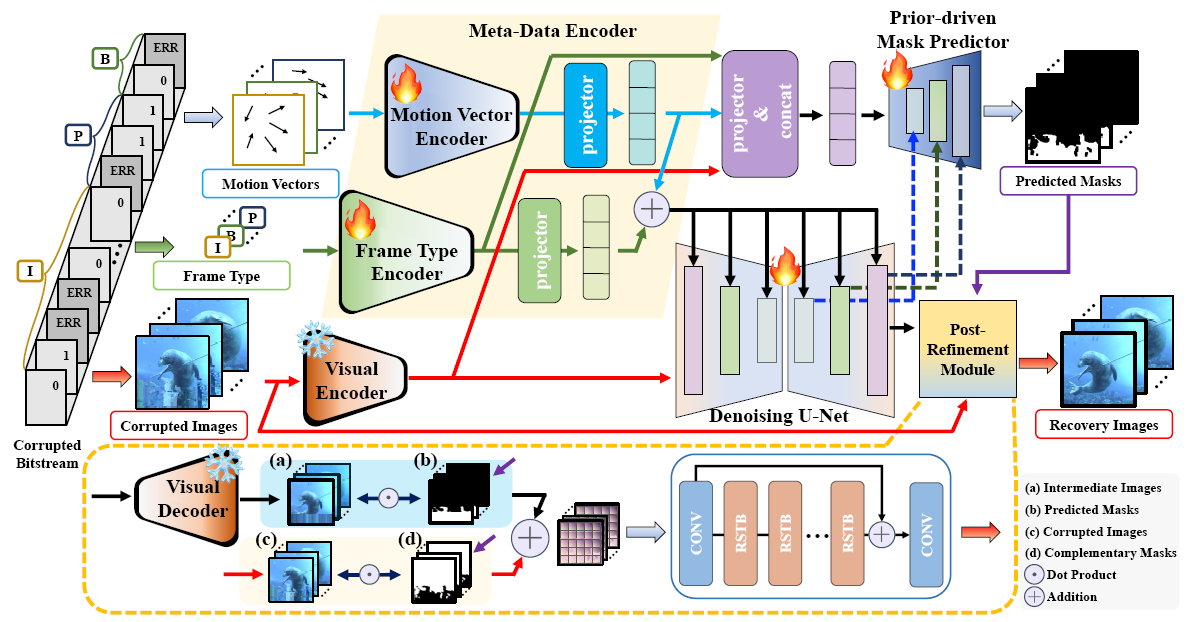 Prior-driven
Mask Predictor
Meta-Data Encoder
B
ERR
0
1
P
1
ERR
0
I
0
ERR
ERR
1
0
Corrupted
Bitstream
Motion Vectors
P
B
I
Frame Type
Corrupted Images
Motion Vector
Encoder
projector
Frame Type
Encoder
projector
projector
&
concat
Predicted Masks
Visual
Encoder
Denoising U-Net
Post-
Refinement
Module
Recovery Images
Visual
Decoder
(a)
(b)
(c)
(d)
CONV
RSTB
RSTB
RSTB
CONV
(a) Intermediate Images
(b) Predicted Masks
(c) Corrupted Images
(d) Complementary Masks
Dot Product
Addition